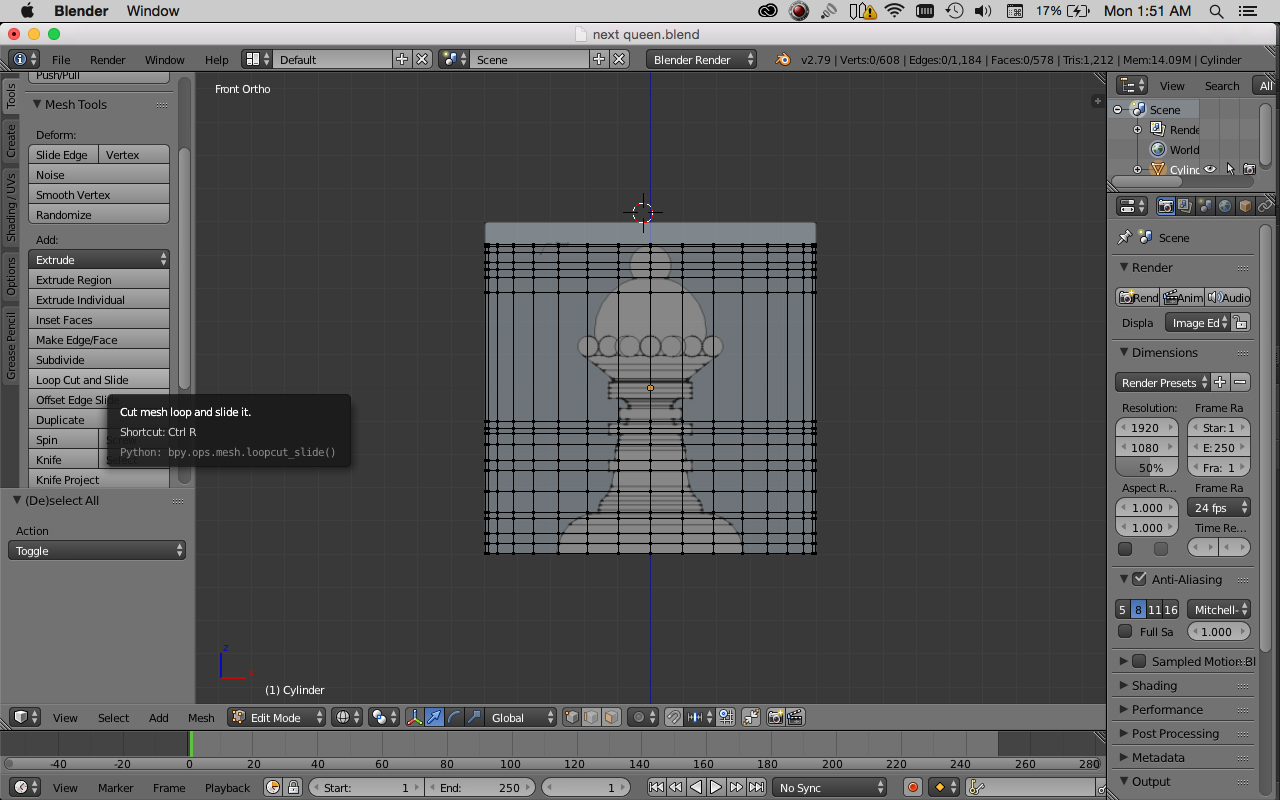 Blender Window
17% Mon 1:51 AM
next queen.blend
File Render Window Help Default Scene Blender Render v2.79 | Verts:0/608 | Edges:0/1,184 | Faces:0/578 | Tris:1,212 | Mem:14.09M | Cylinder
Push/Pull
Mesh Tools
Deform:
Slide Edge Vertex
Noise
Smooth Vertex
Randomize
Add:
Extrude
Extrude Region
Extrude Individual
Inset Faces
Make Edge/Face
Subdivide
Loop Cut and Slide
Offset Edge Slide
Duplicate
Spin
Knife
Knife Project
Cut mesh loop and slide it.
Shortcut: Ctrl R
Python: bpy.ops.mesh.loopcut_slide()
(De)select All
Action
Toggle
Tools
Create
Shading / UVs
Options
Grease Pencil
Front Ortho
z
x
(1) Cylinder
View Search All
Scene
Rende
World
Cylind
Scene
Render
Rend Anim Audio
Displa Image Ed
Dimensions
Render Presets
Resolution: Frame Ra
1920 Star: 1
1080 E: 250
50% Fra: 1
Aspect R... Frame Ra
1.000 24 fps
1.000 Time Re...
Anti-Aliasing
5 8 11 16 Mitchell-
Full Sa 1.000
Sampled Motion Bl
Shading
Performance
Post Processing
Metadata
Output
View Select Add Mesh Edit Mode Global
-40 -20 0 20 40 60 80 100 120 140 160 180 200 220 240 260 280
View Marker Frame Playback Start: 1 End: 250 1 No Sync